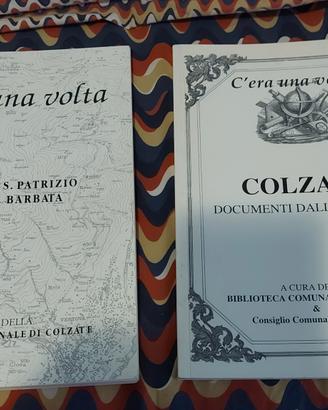 una volta
S. PATRIZIO
BARBATA
DELLA
NALE DI COLZATE
Vertova
C'era una vo
COLZA
DOCUMENTI DALL
A CURA DE
BIBLIOTECA COMUNA
&
Consiglio Comuna